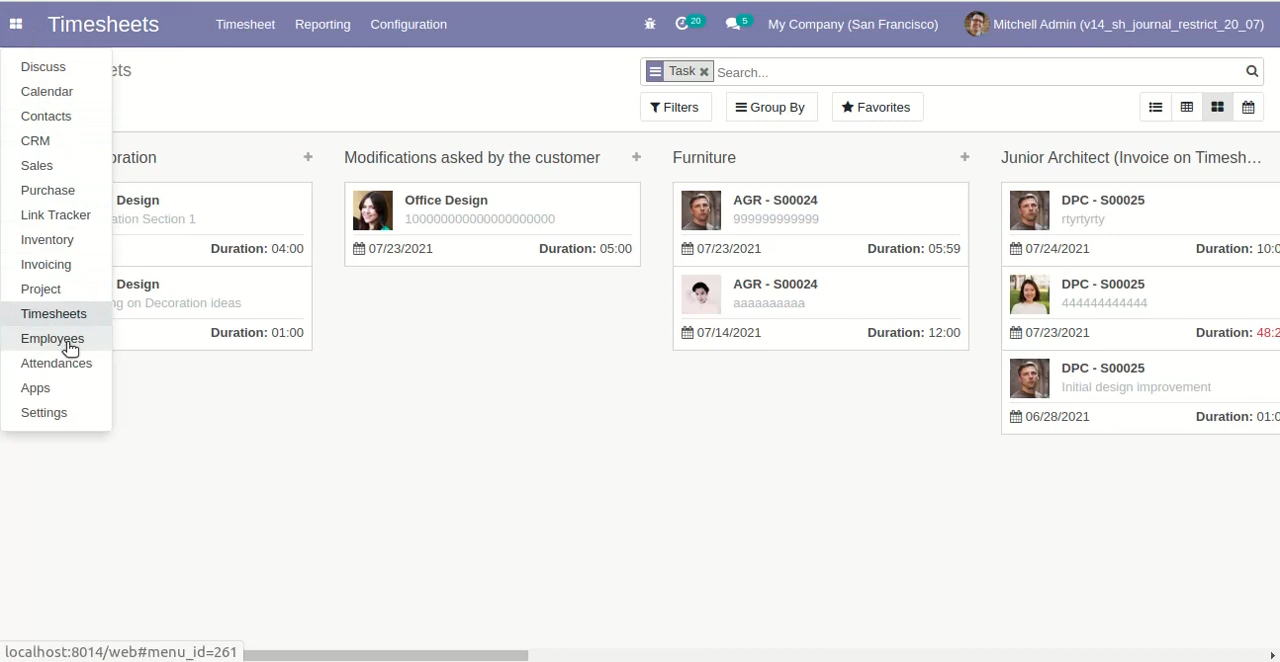 Timesheets Timesheet Reporting Configuration 20 5 My Company (San Francisco) Mitchell Admin (v14_sh_journal_restrict_20_07)
Discuss
Calendar
Contacts
CRM
Sales
Purchase
Link Tracker
Inventory
Invoicing
Project
Timesheets
Employees
Attendances
Apps
Settings
ets
Task Search...
Filters Group By Favorites
oration
Design
ation Section 1
Duration: 04:00
Design
ng on Decoration ideas
Duration: 01:00
Modifications asked by the customer
Office Design
100000000000000000000
07/23/2021 Duration: 05:00
Furniture
AGR - S00024
999999999999
07/23/2021 Duration: 05:59
AGR - S00024
aaaaaaaaaa
07/14/2021 Duration: 12:00
Junior Architect (Invoice on Timesh...
DPC - S00025
rtyrtyrty
07/24/2021 Duration: 10:0
DPC - S00025
444444444444
07/23/2021 Duration: 48:2
DPC - S00025
Initial design improvement
06/28/2021 Duration: 01:0
localhost:8014/web#menu_id=261